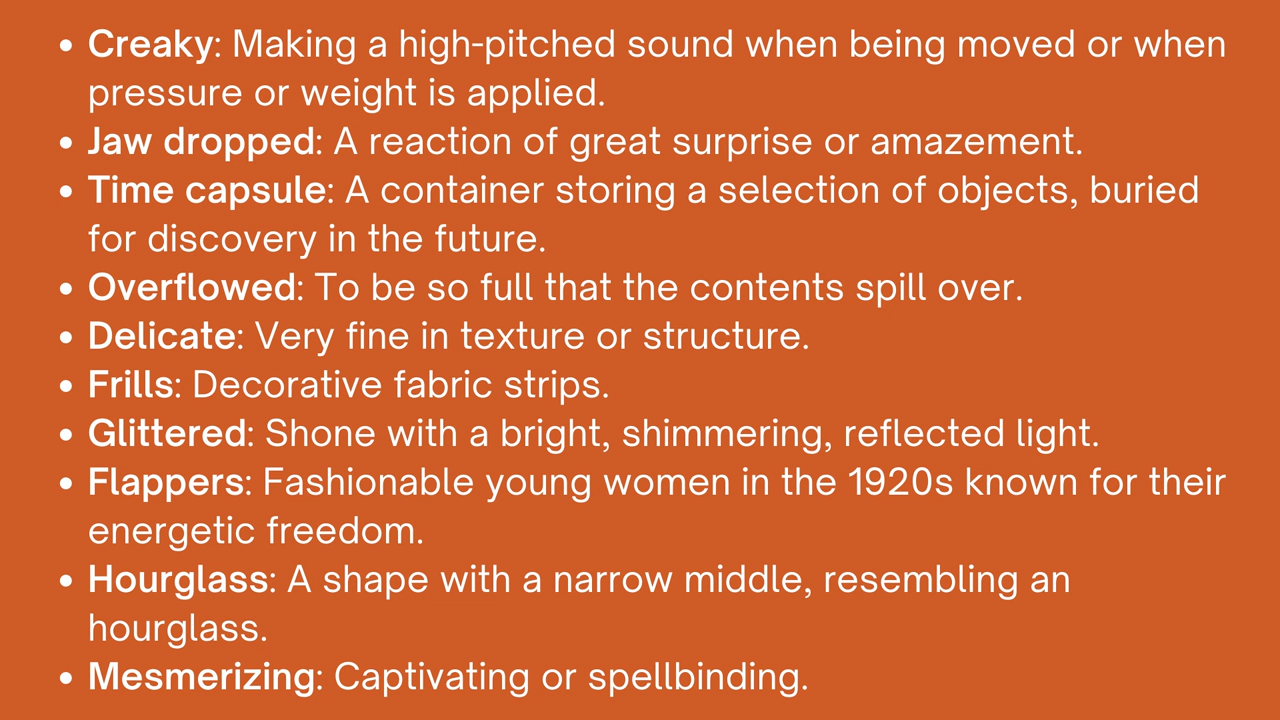 • Creaky: Making a high-pitched sound when being moved or when
pressure or weight is applied.
• Jaw dropped: A reaction of great surprise or amazement.
• Time capsule: A container storing a selection of objects, buried
for discovery in the future.
• Overflowed: To be so full that the contents spill over.
• Delicate: Very fine in texture or structure.
• Frills: Decorative fabric strips.
• Glittered: Shone with a bright, shimmering, reflected light.
• Flappers: Fashionable young women in the 1920s known for their
energetic freedom.
• Hourglass: A shape with a narrow middle, resembling an
hourglass.
• Mesmerizing: Captivating or spellbinding.